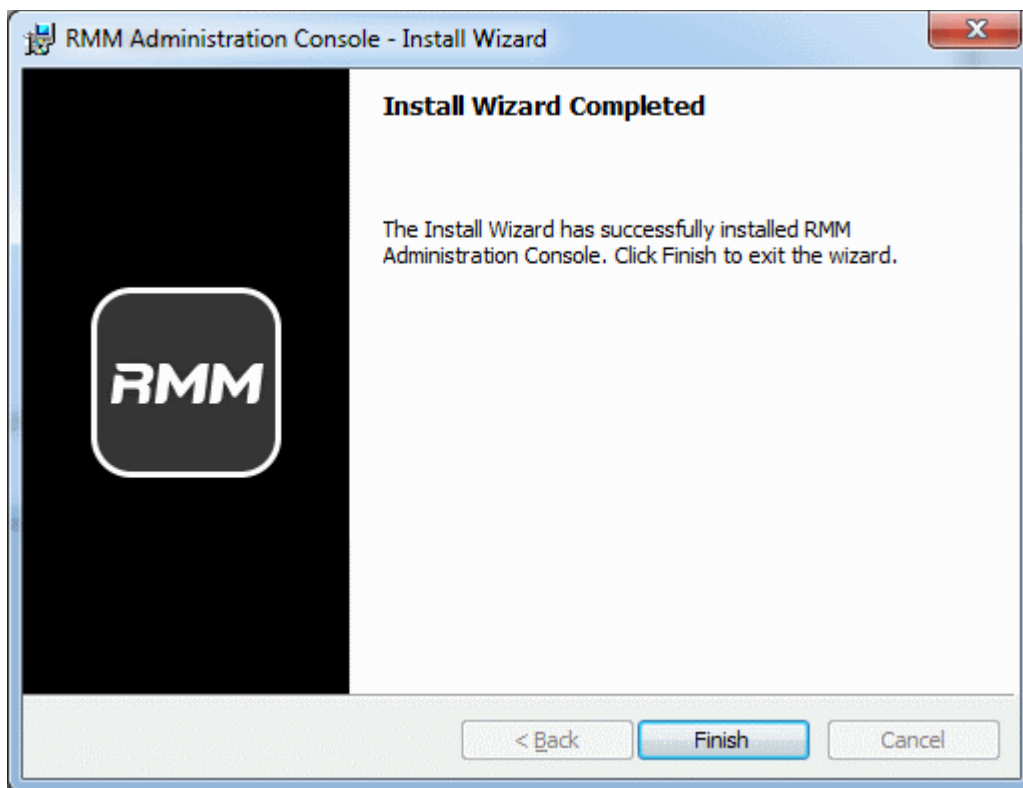 RMM Administration Console - Install Wizard
Install Wizard Completed
The Install Wizard has successfully installed RMM
Administration Console. Click Finish to exit the wizard.
RMM
< Back
Finish
Cancel